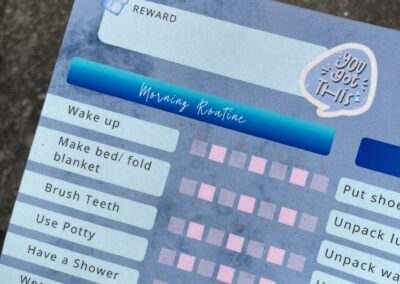 REWARD
you
got
THIS
Morning Routine
Wake up
Make bed/ fold
blanket
Brush Teeth
Use Potty
Have a Shower
Put shoe
Unpack lu
Unpack wa